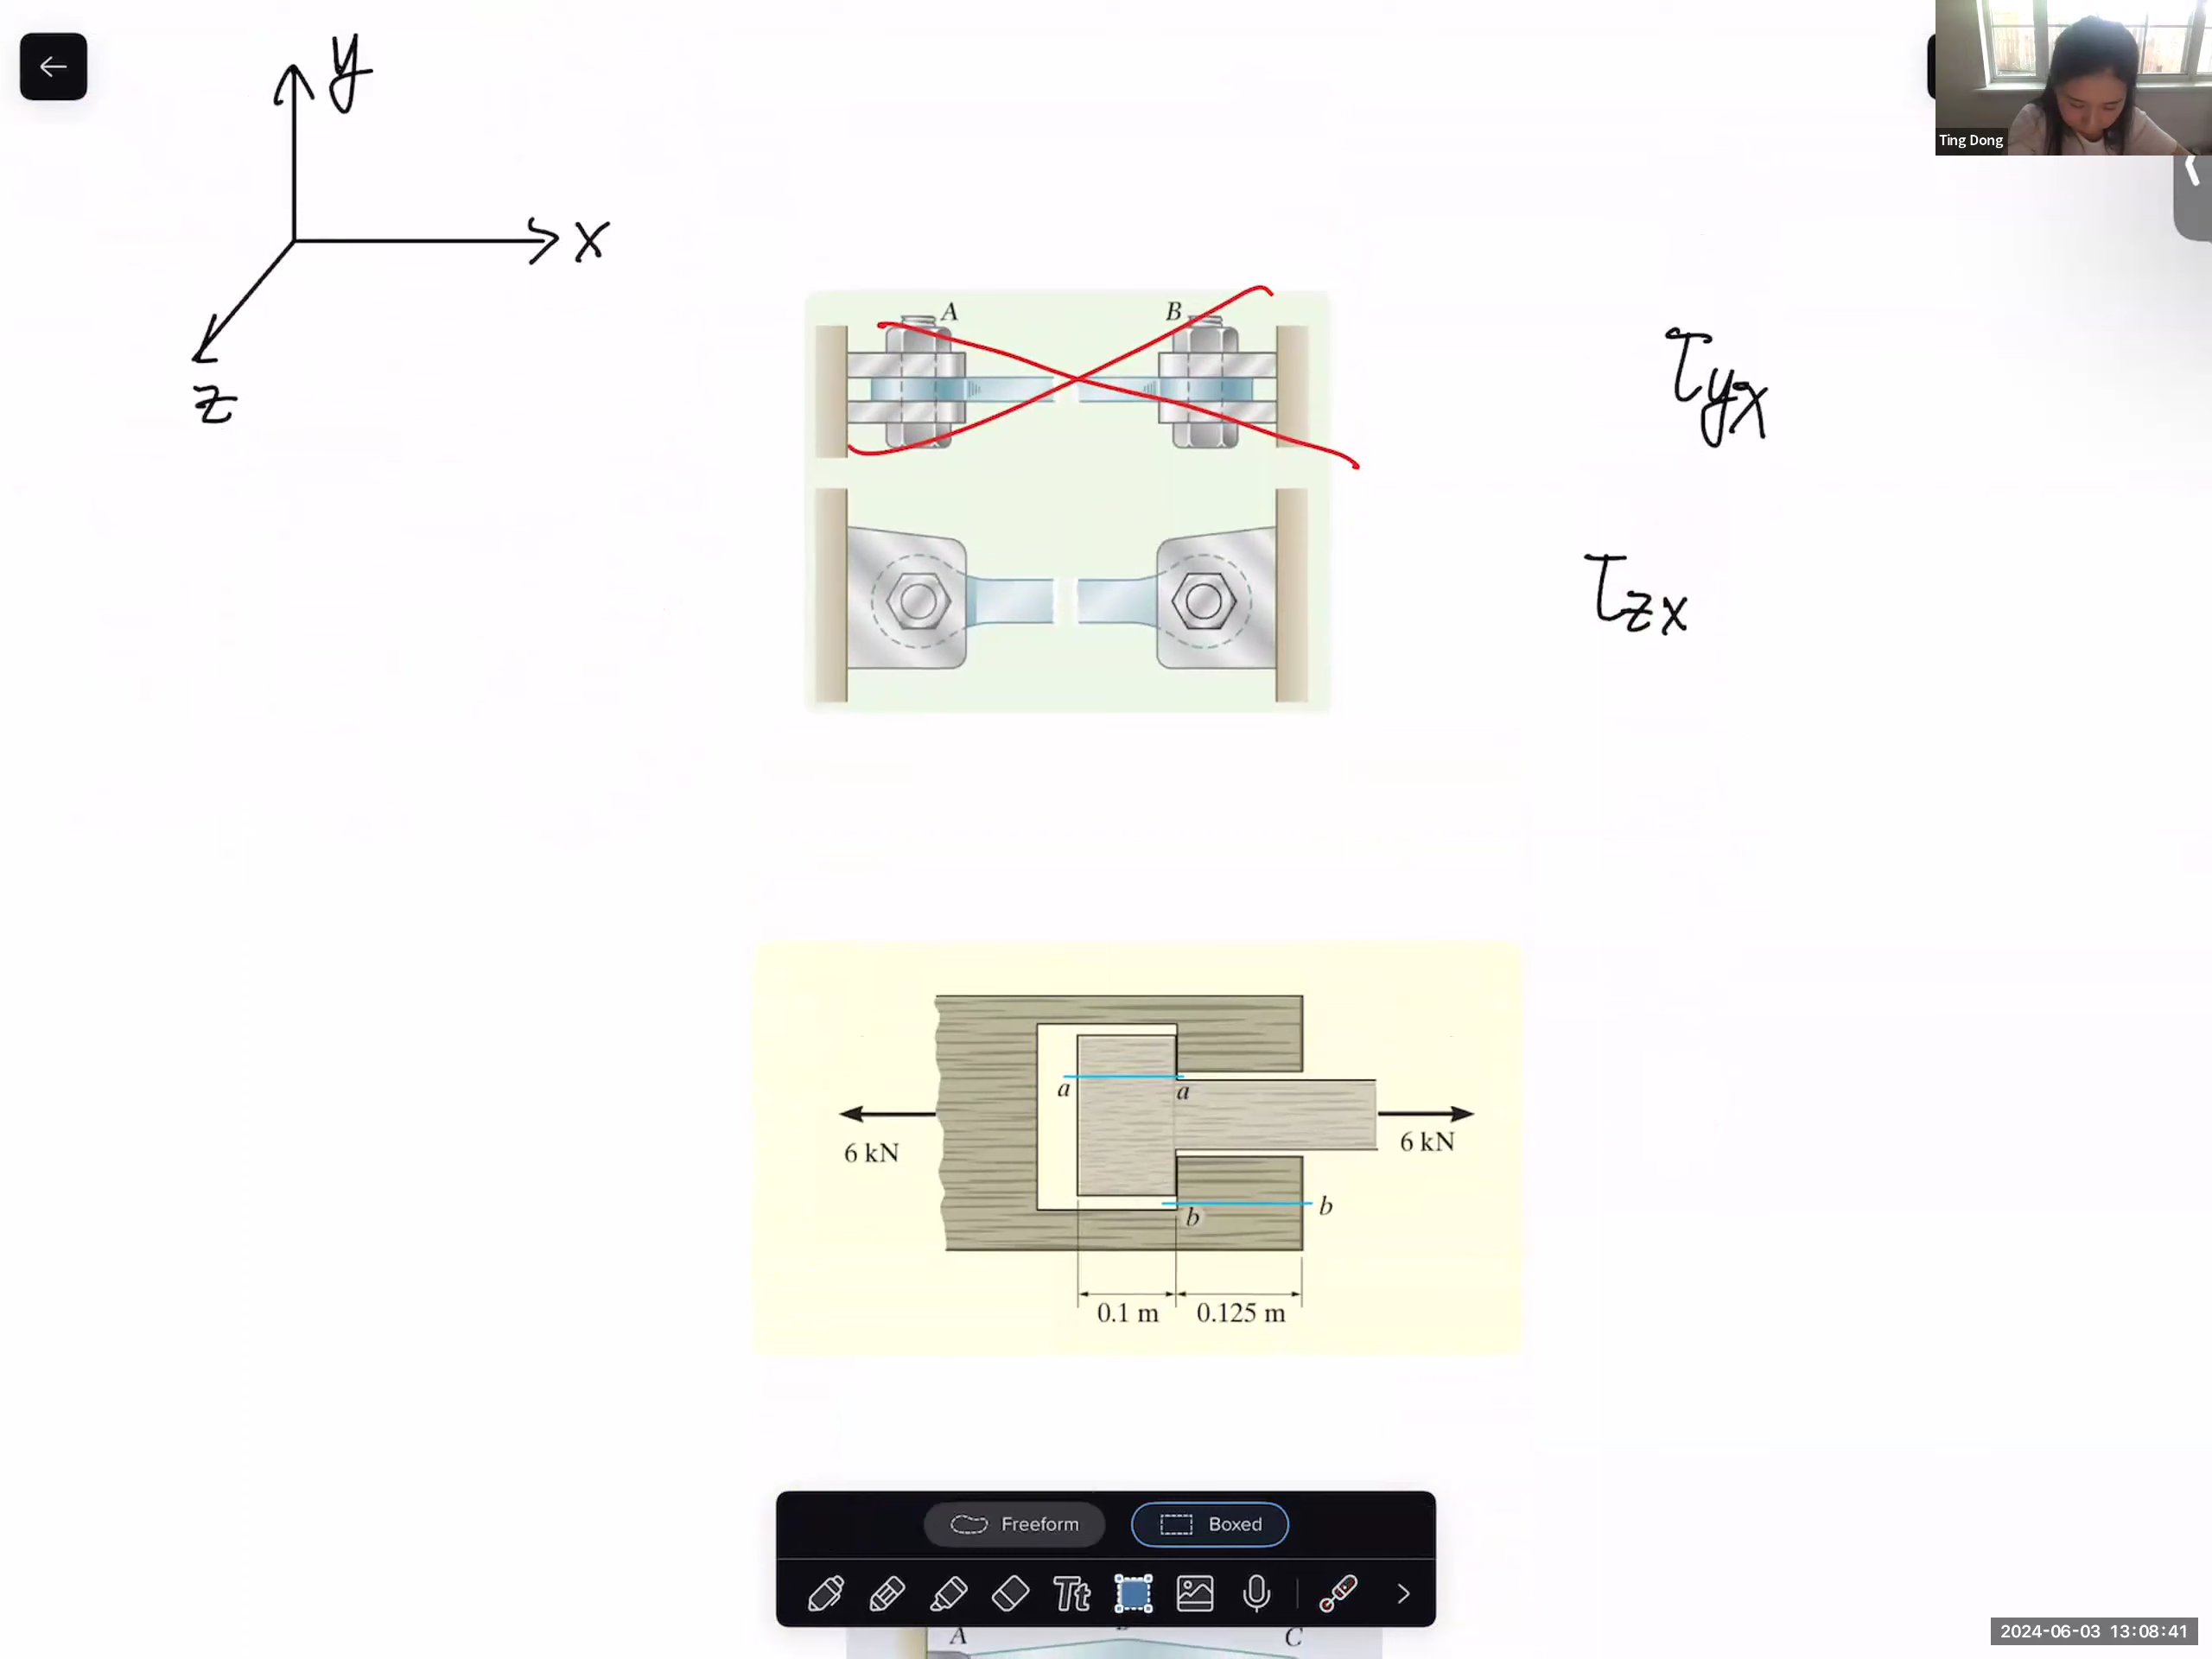 y
x
z
Ting Dong
A
B
τyx
τzx
a
a
6 kN
6 kN
b
b
0.1 m
0.125 m
Freeform
Boxed
Tt
A
C
2024-06-03 13:08:41